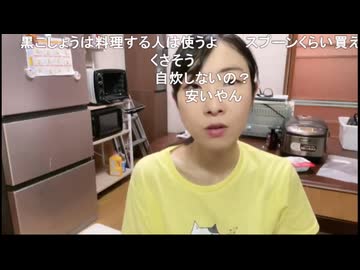 黒こしょうは料理する人は使うよ
スプーンくらい買え
くさそう
自炊しないの？
安いやん